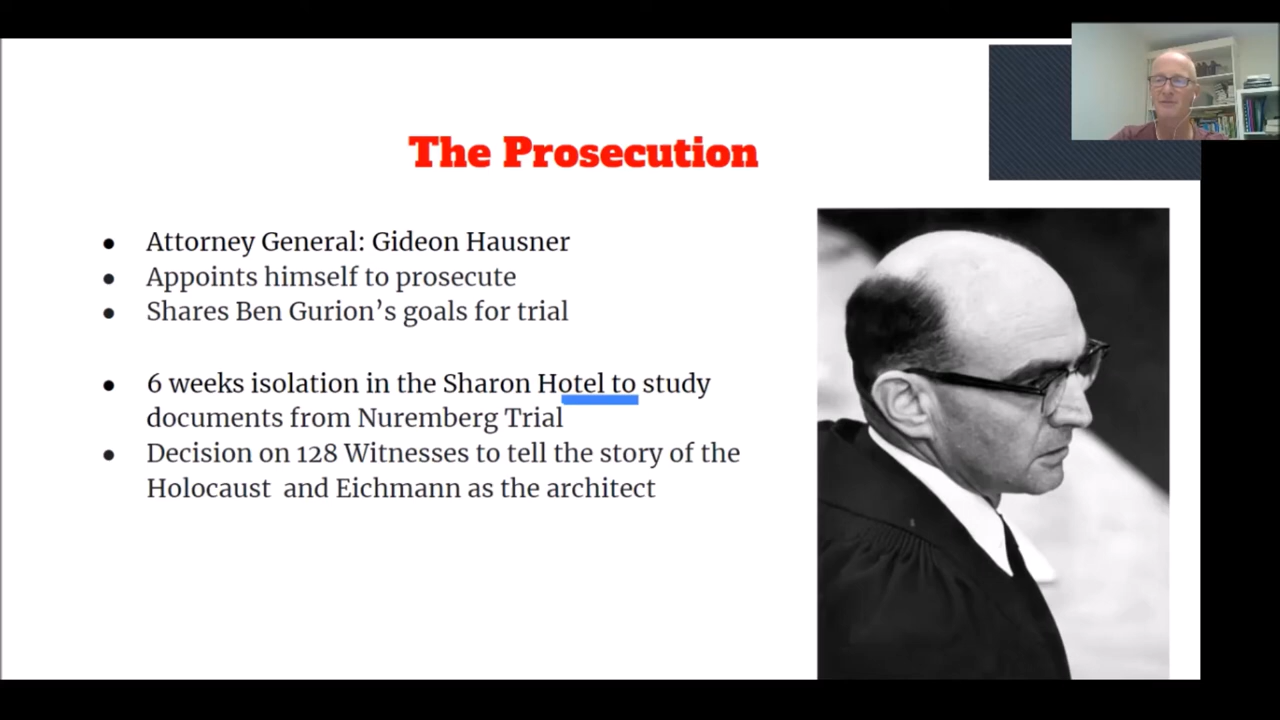 The Prosecution
● Attorney General: Gideon Hausner
● Appoints himself to prosecute
● Shares Ben Gurion’s goals for trial
● 6 weeks isolation in the Sharon Hotel to study
documents from Nuremberg Trial
● Decision on 128 Witnesses to tell the story of the
Holocaust and Eichmann as the architect